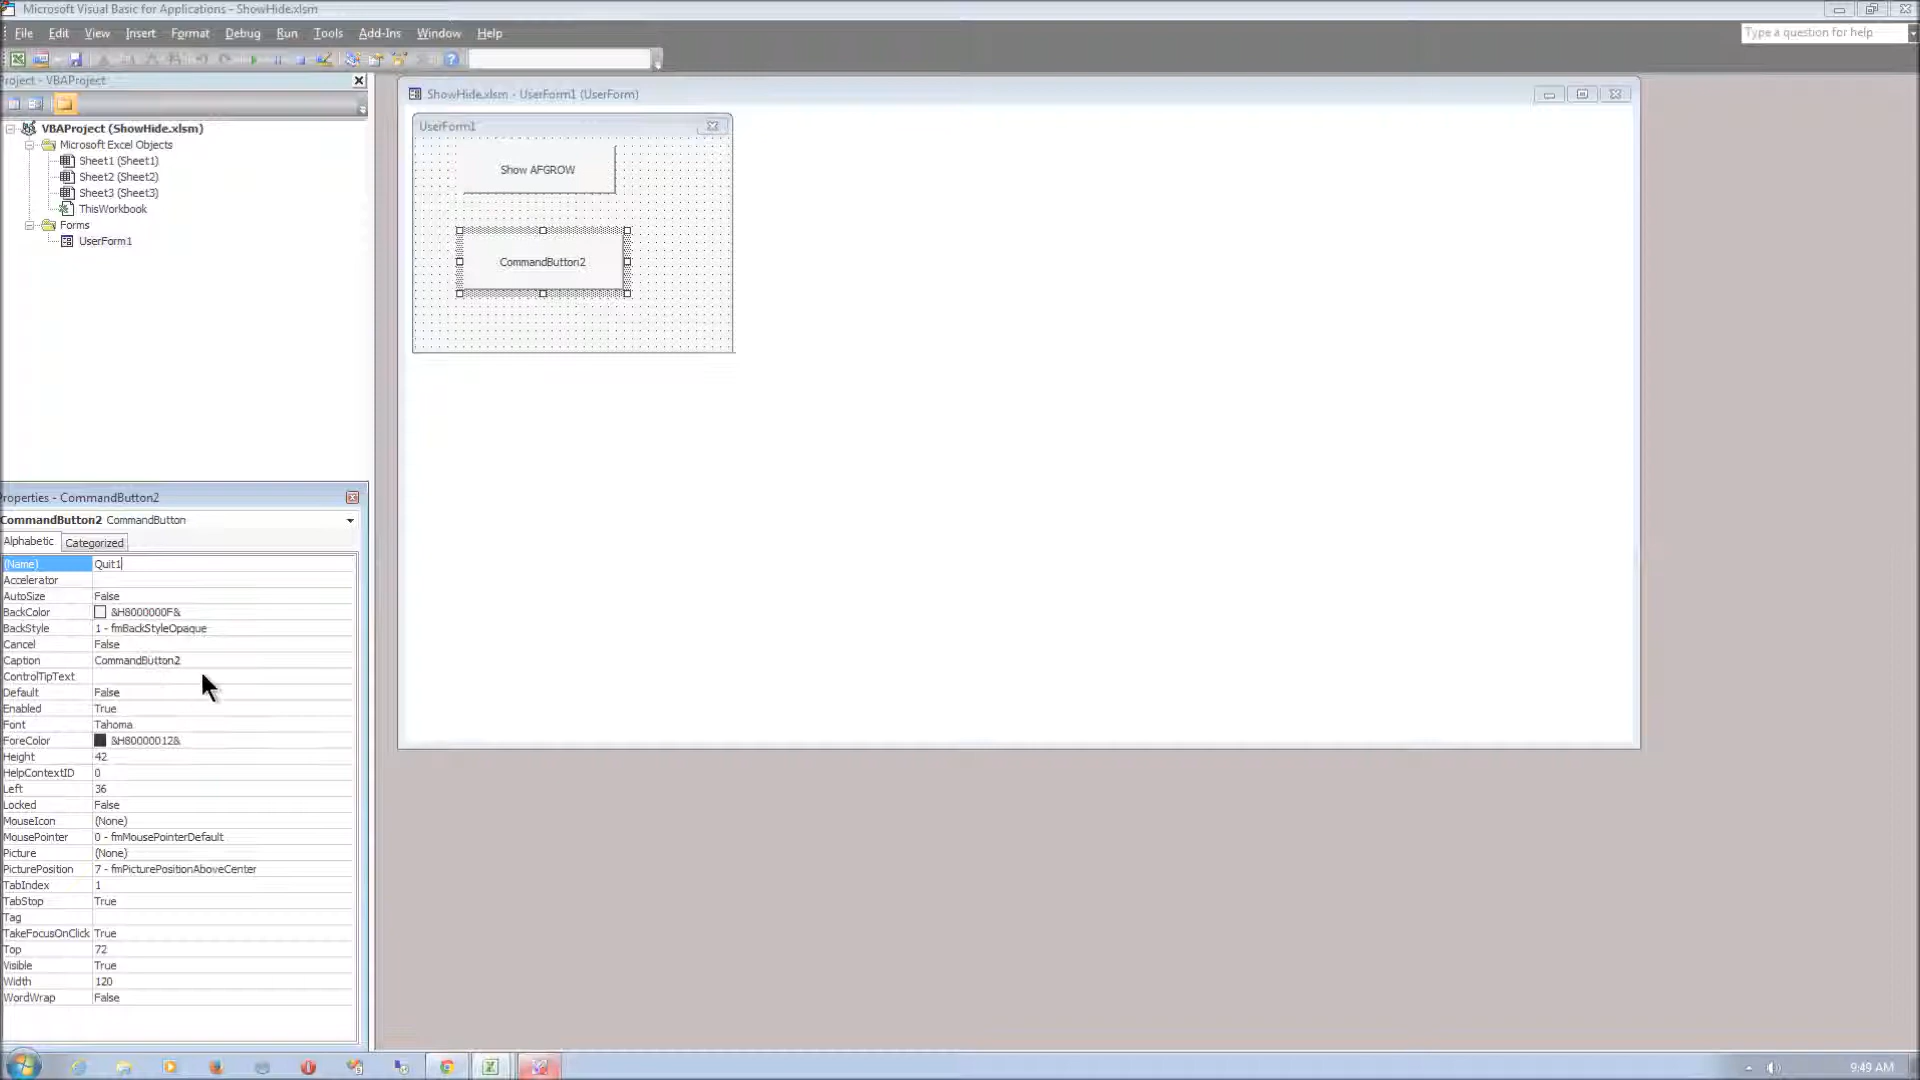 Microsoft Visual Basic for Applications - ShowHide.xlsm
File Edit View Insert Format Debug Run Tools Add-Ins Window Help
Type a question for help
roject - VBAProject
VBAProject (ShowHide.xlsm)
Microsoft Excel Objects
Sheet1 (Sheet1)
Sheet2 (Sheet2)
Sheet3 (Sheet3)
ThisWorkbook
Forms
UserForm1
ShowHide.xlsm - UserForm1 (UserForm)
UserForm1
Show AFGROW
CommandButton2
roperties - CommandButton2
CommandButton2 CommandButton
Alphabetic Categorized
(Name) Quit1
Accelerator
AutoSize False
BackColor &H8000000F&
BackStyle 1 - fmBackStyleOpaque
Cancel False
Caption CommandButton2
ControlTipText
Default False
Enabled True
Font Tahoma
ForeColor &H80000012&
Height 42
HelpContextID 0
Left 36
Locked False
MouseIcon (None)
MousePointer 0 - fmMousePointerDefault
Picture (None)
PicturePosition 7 - fmPicturePositionAboveCenter
TabIndex 1
TabStop True
Tag
TakeFocusOnClick True
Top 72
Visible True
Width 120
WordWrap False
9:49 AM